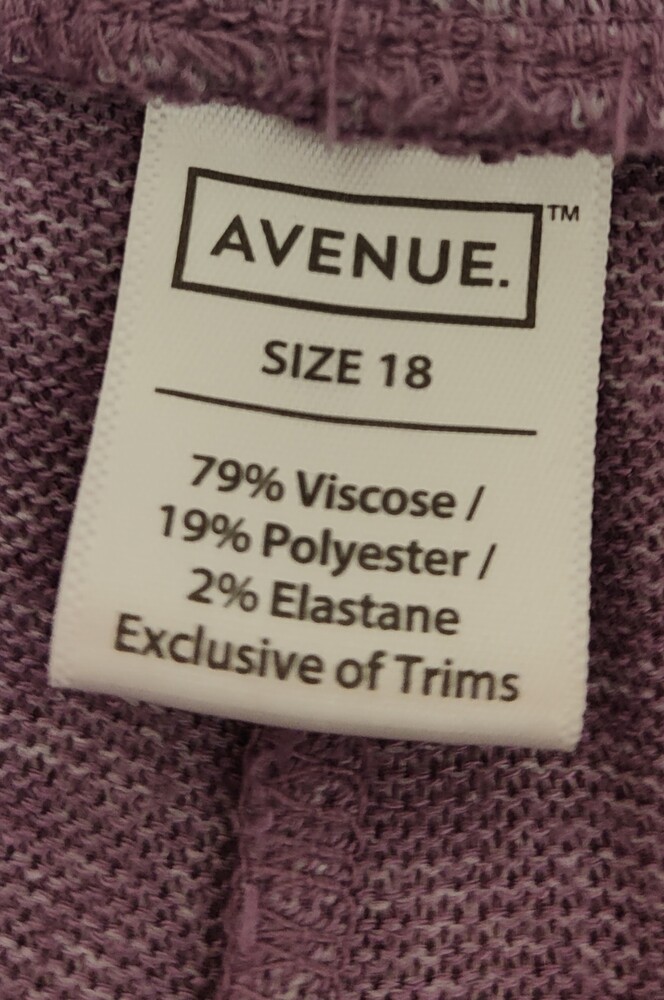 AVENUE.™
SIZE 18
79% Viscose /
19% Polyester /
2% Elastane
Exclusive of Trims